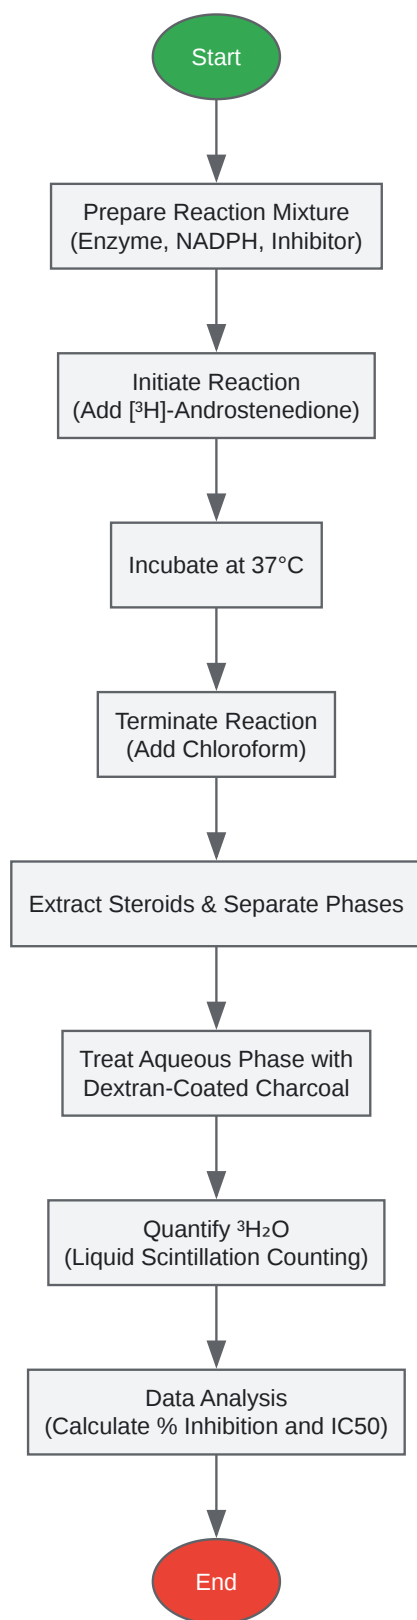 Start
Prepare Reaction Mixture
(Enzyme, NADPH, Inhibitor)
Initiate Reaction
(Add [³H]-Androstenedione)
Incubate at 37°C
Terminate Reaction
(Add Chloroform)
Extract Steroids & Separate Phases
Treat Aqueous Phase with
Dextran-Coated Charcoal
Quantify ³H₂O
(Liquid Scintillation Counting)
Data Analysis
(Calculate % Inhibition and IC50)
End